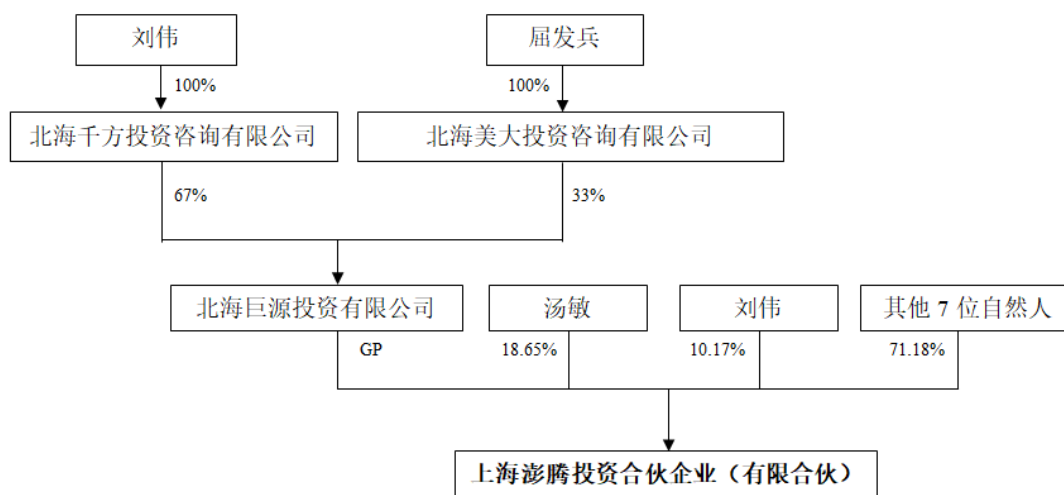 刘伟
屈发兵
100%
100%
北海千方投资咨询有限公司
北海美大投资咨询有限公司
67%
33%
北海巨源投资有限公司
汤敏
刘伟
其他 7 位自然人
GP
18.65%
10.17%
71.18%
上海澎腾投资合伙企业（有限合伙）